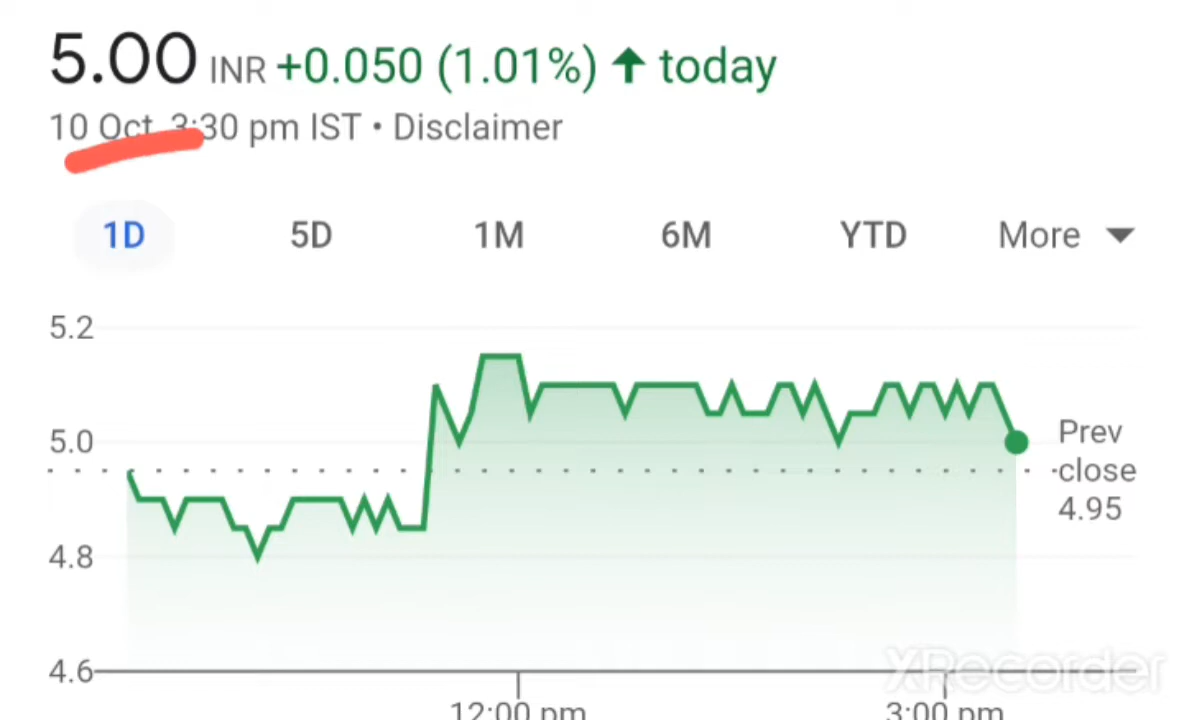 5.00 INR +0.050 (1.01%) ↑ today
10 Oct, 3:30 pm IST • Disclaimer
1D 5D 1M 6M YTD More
5.2
5.0
4.8
4.6
Prev
close
4.95
12:00 pm 3:00 pm
XRecorder